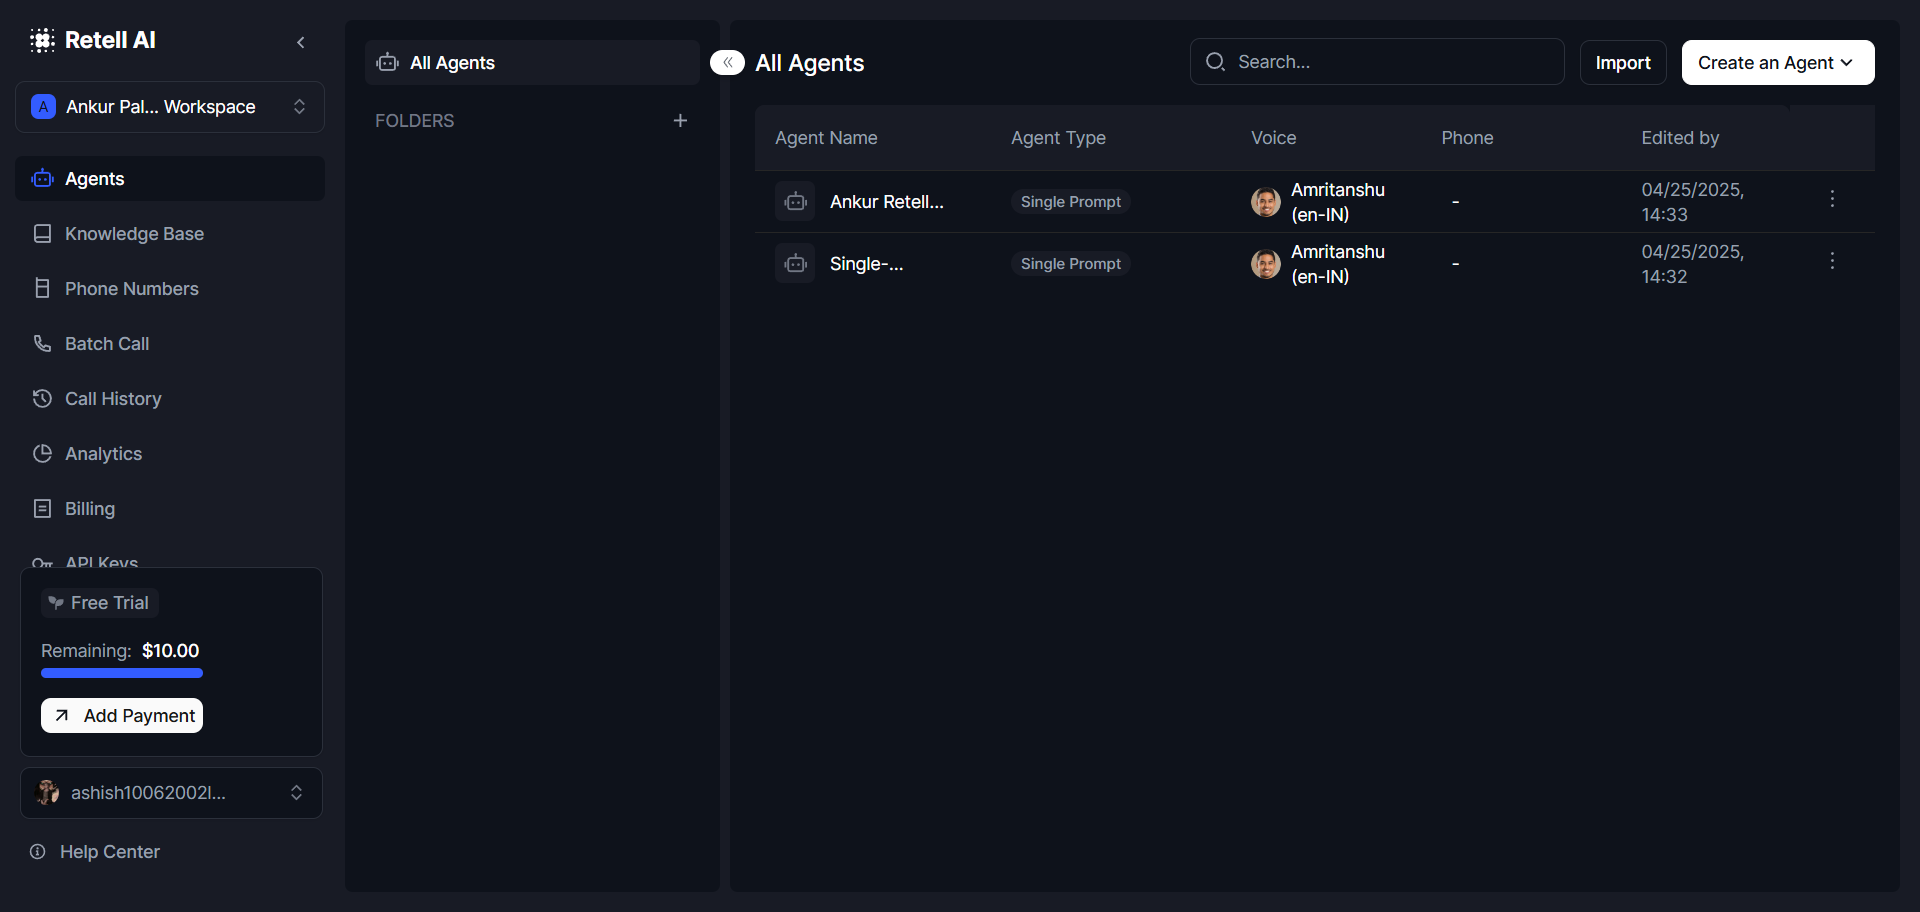 Retell AI
A Ankur Pal... Workspace
Agents
Knowledge Base
Phone Numbers
Batch Call
Call History
Analytics
Billing
API Keys
Free Trial
Remaining: $10.00
Add Payment
ashish10062002l...
Help Center
All Agents
FOLDERS
All Agents
Search...
Import
Create an Agent
Agent Name Agent Type Voice Phone Edited by
Ankur Retell... Single Prompt Amritanshu (en-IN) - 04/25/2025, 14:33
Single-... Single Prompt Amritanshu (en-IN) - 04/25/2025, 14:32